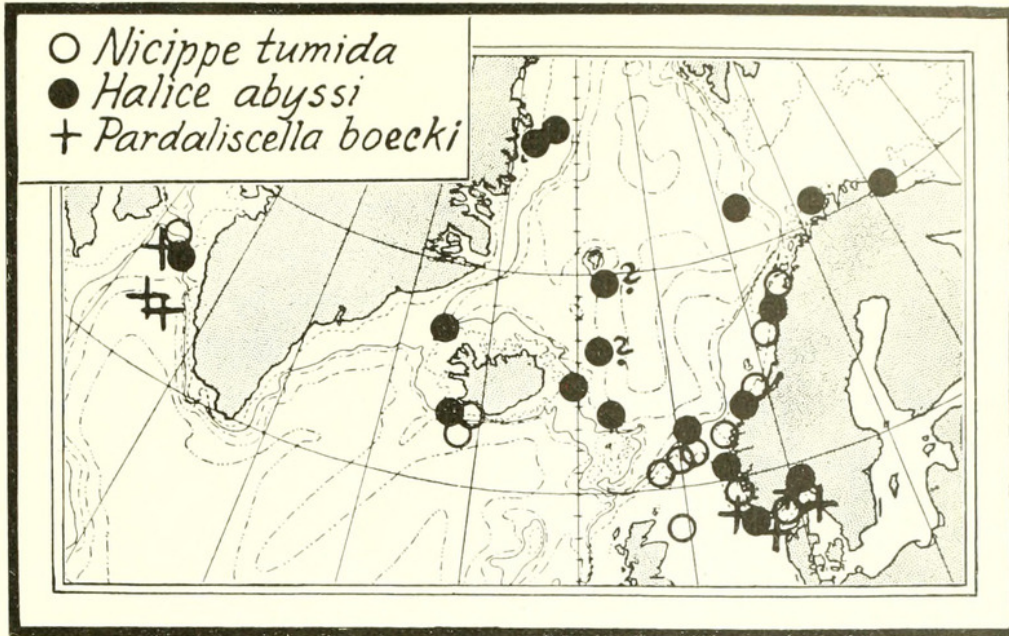 Nicippe tumida
Halice abyssi
Pardaliscella boecki
?
?